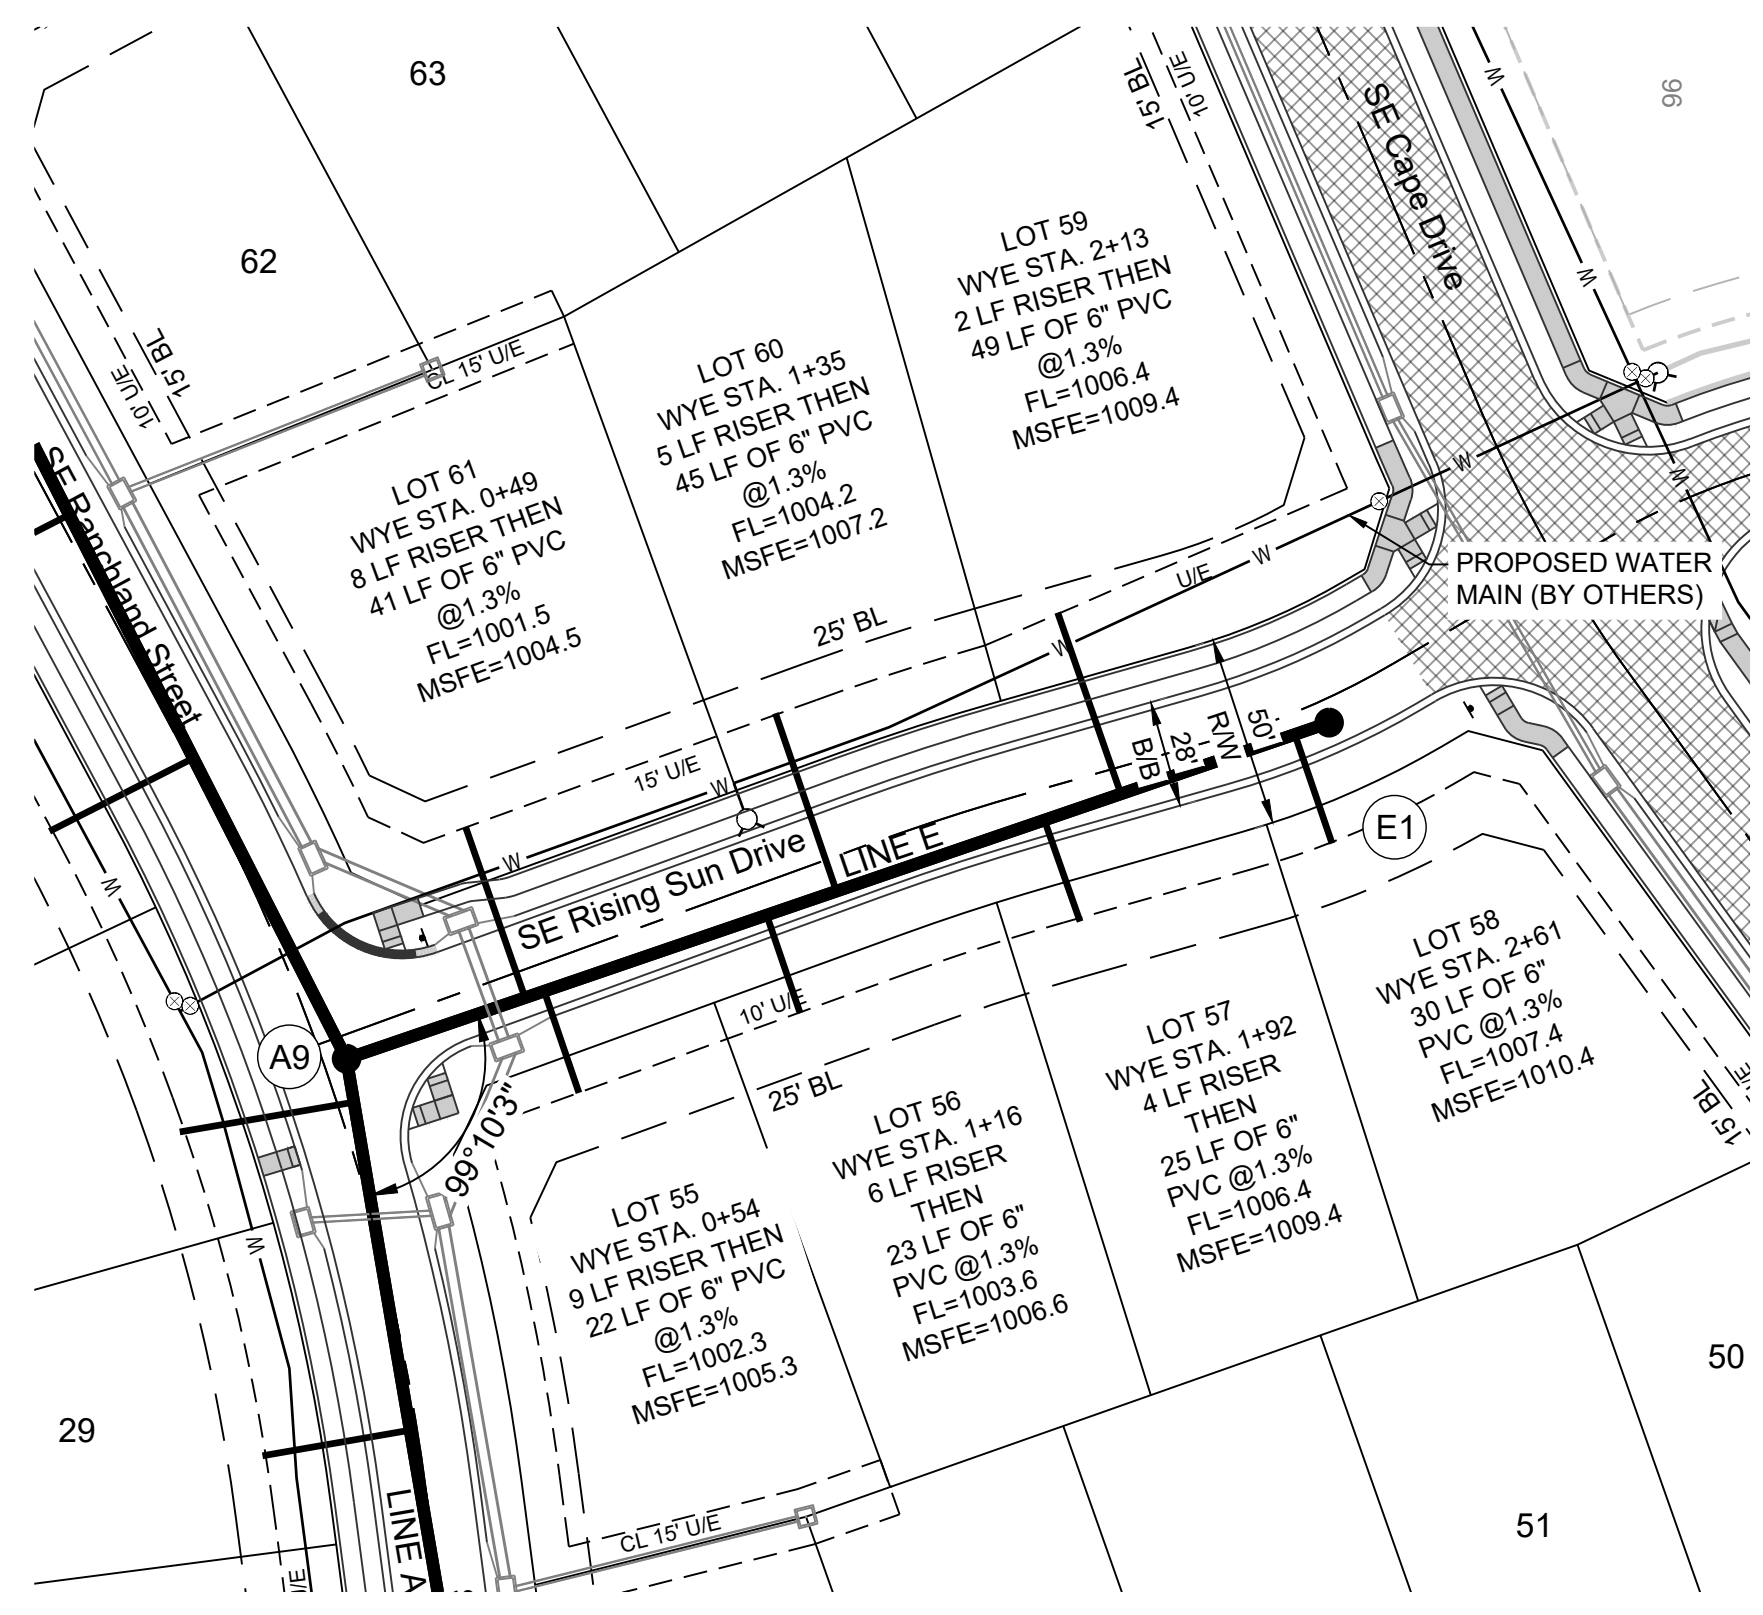 63
15' BL
10' U/E
SE Cape Drive
W
96
62
W
15' BL
10' U/E
CL 15' U/E
LOT 59
WYE STA. 2+13
2 LF RISER THEN
49 LF OF 6" PVC
@1.3%
FL=1006.4
MSFE=1009.4
LOT 60
WYE STA. 1+35
5 LF RISER THEN
45 LF OF 6" PVC
@1.3%
FL=1004.2
MSFE=1007.2
LOT 61
WYE STA. 0+49
8 LF RISER THEN
41 LF OF 6" PVC
@1.3%
FL=1001.5
MSFE=1004.5
SE Ranchland Street
W
W
W
U/E
PROPOSED WATER
MAIN (BY OTHERS)
25' BL
W
50'
R/W
28'
B/B
15' U/E
W
E1
LINE E
SE Rising Sun Drive
W
W
A9
10' U/E
25' BL
99°10'3"
LOT 58
WYE STA. 2+61
30 LF OF 6"
PVC @1.3%
FL=1007.4
MSFE=1010.4
LOT 57
WYE STA. 1+92
4 LF RISER
THEN
25 LF OF 6"
PVC @1.3%
FL=1006.4
MSFE=1009.4
LOT 56
WYE STA. 1+16
6 LF RISER
THEN
23 LF OF 6"
PVC @1.3%
FL=1003.6
MSFE=1006.6
LOT 55
WYE STA. 0+54
9 LF RISER THEN
22 LF OF 6" PVC
@1.3%
FL=1002.3
MSFE=1005.3
15' BL
W
29
50
51
LINE A
CL 15' U/E
U/E